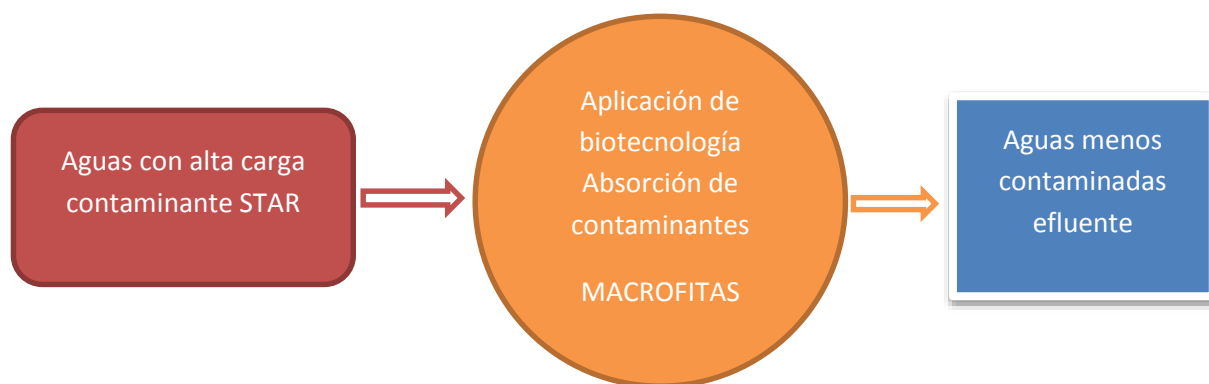 Aguas con alta carga
contaminante STAR
Aplicación de
biotecnología
Absorción de
contaminantes
MACROFITAS
Aguas menos
contaminadas
efluente